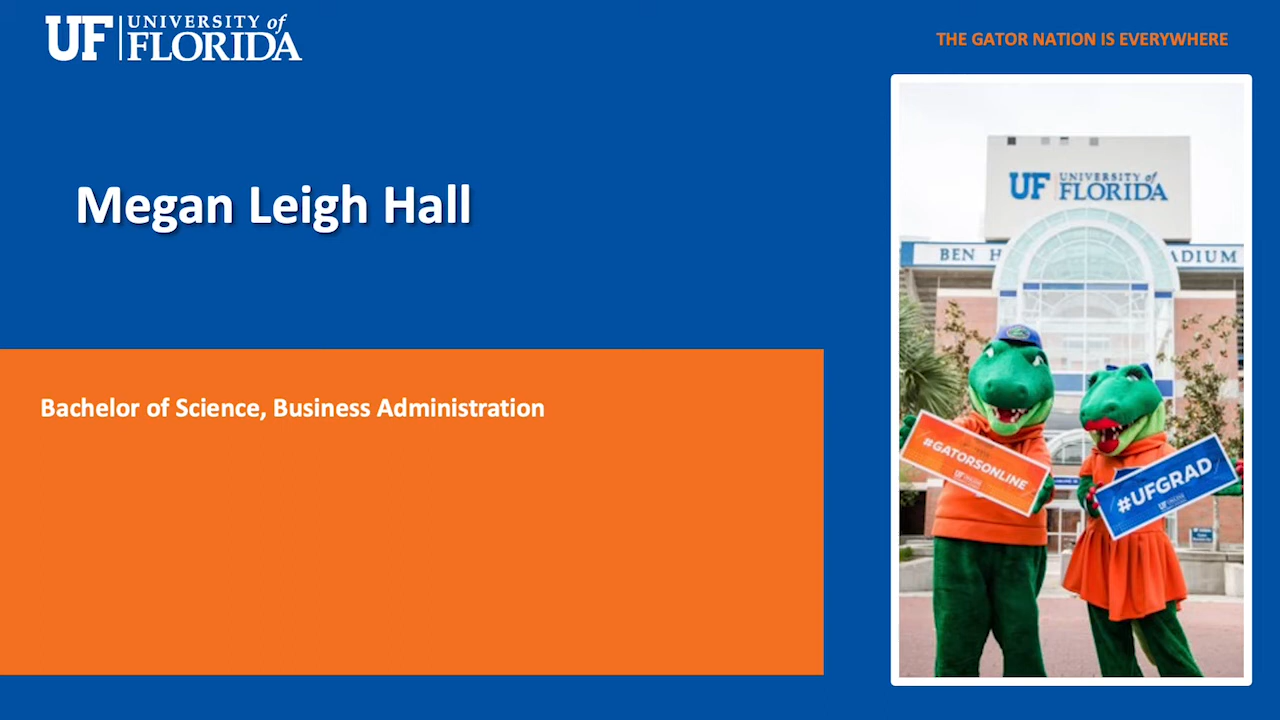 UF UNIVERSITY of
FLORIDA
THE GATOR NATION IS EVERYWHERE
Megan Leigh Hall
Bachelor of Science, Business Administration
UF UNIVERSITY of
FLORIDA
BEN H
ADIUM
#GATORSONLINE
#UFGRAD